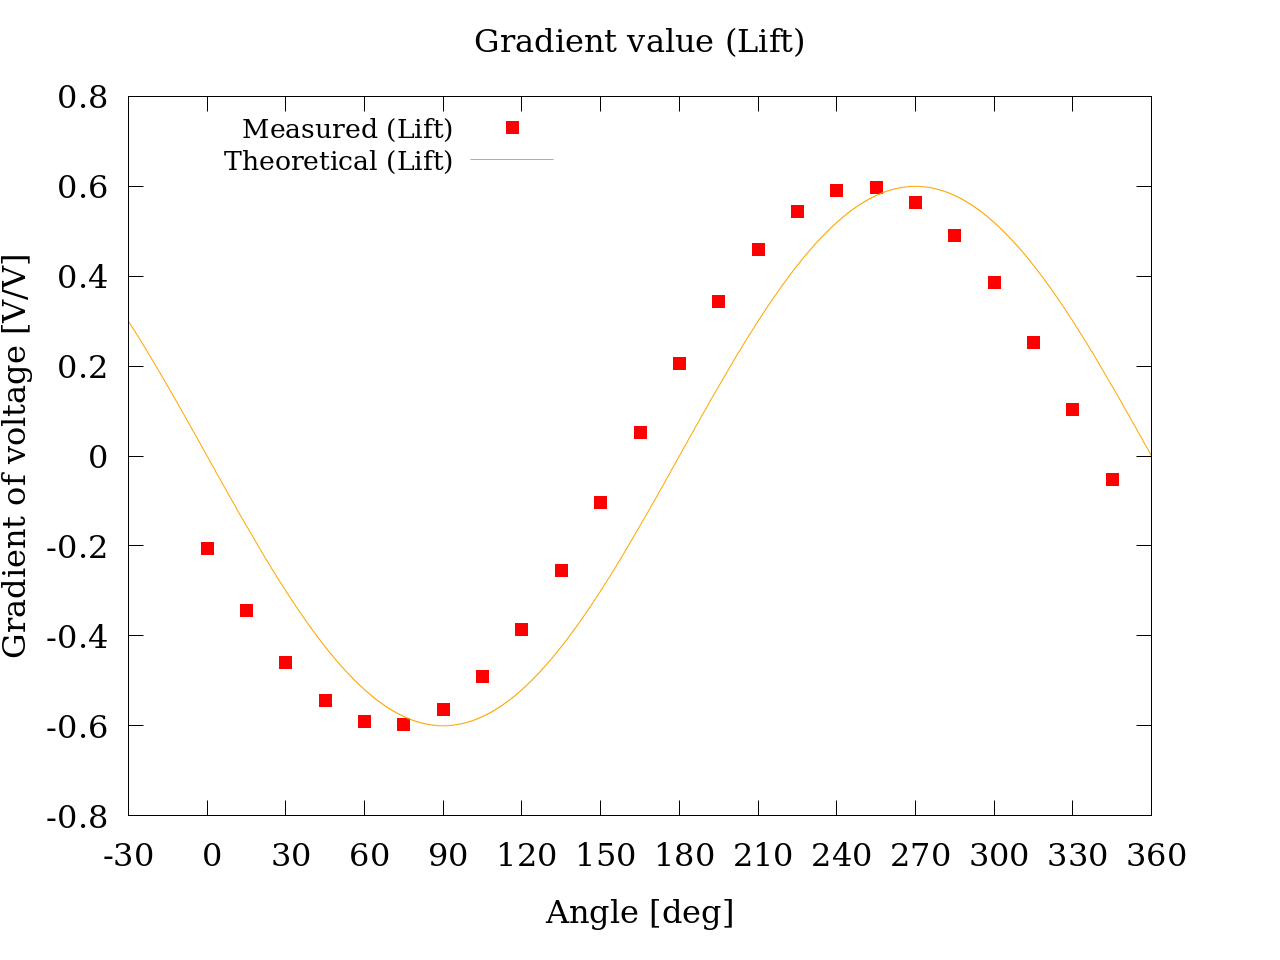 Gradient value (Lift)
Measured (Lift)
Theoretical (Lift)
0.8
0.6
0.4
0.2
0
-0.2
-0.4
-0.6
-0.8
Gradient of voltage [V/V]
-30 0 30 60 90 120 150 180 210 240 270 300 330 360
Angle [deg]